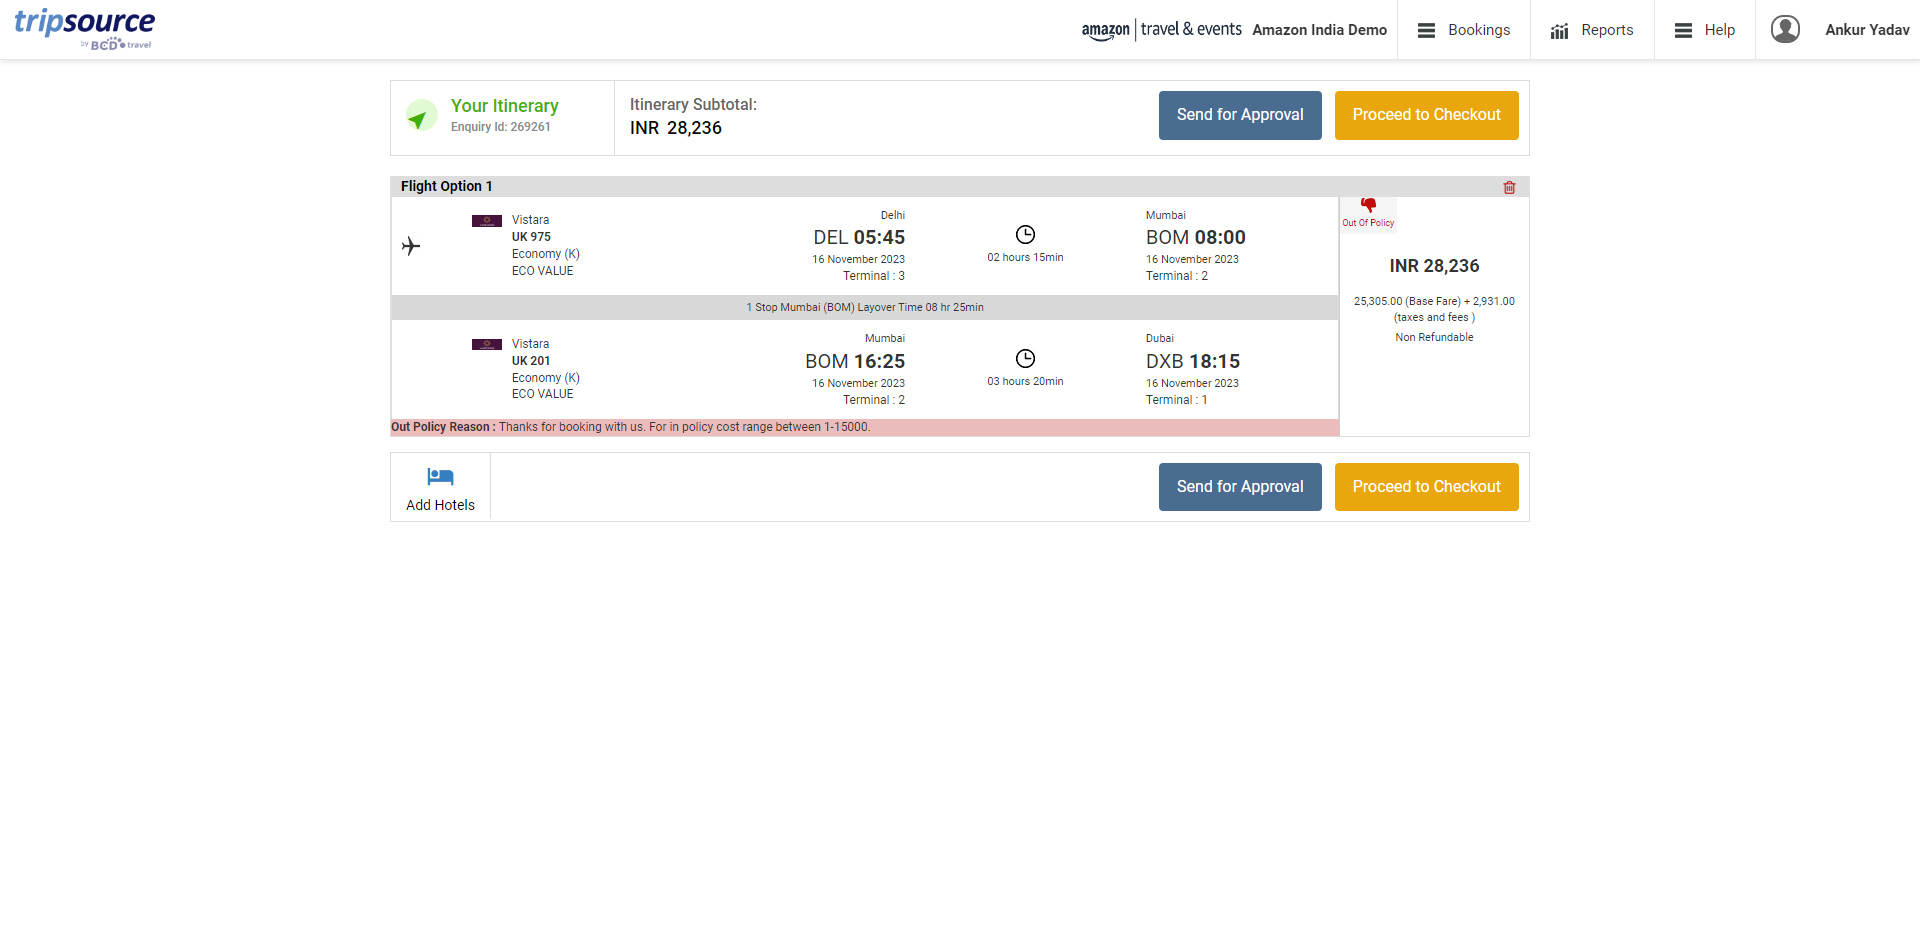 tripsource
by BCD travel
amazon travel & events Amazon India Demo
Bookings
Reports
Help
Ankur Yadav
Your Itinerary
Enquiry Id: 269261
Itinerary Subtotal:
INR 28,236
Send for Approval
Proceed to Checkout
Flight Option 1
Vistara
UK 975
Economy (K)
ECO VALUE
Delhi
DEL 05:45
16 November 2023
Terminal : 3
02 hours 15min
Mumbai
BOM 08:00
16 November 2023
Terminal : 2
Out Of Policy
INR 28,236
25,305.00 (Base Fare) + 2,931.00
(taxes and fees )
Non Refundable
1 Stop Mumbai (BOM) Layover Time 08 hr 25min
Vistara
UK 201
Economy (K)
ECO VALUE
Mumbai
BOM 16:25
16 November 2023
Terminal : 2
03 hours 20min
Dubai
DXB 18:15
16 November 2023
Terminal : 1
Out Policy Reason : Thanks for booking with us. For in policy cost range between 1-15000.
Add Hotels
Send for Approval
Proceed to Checkout